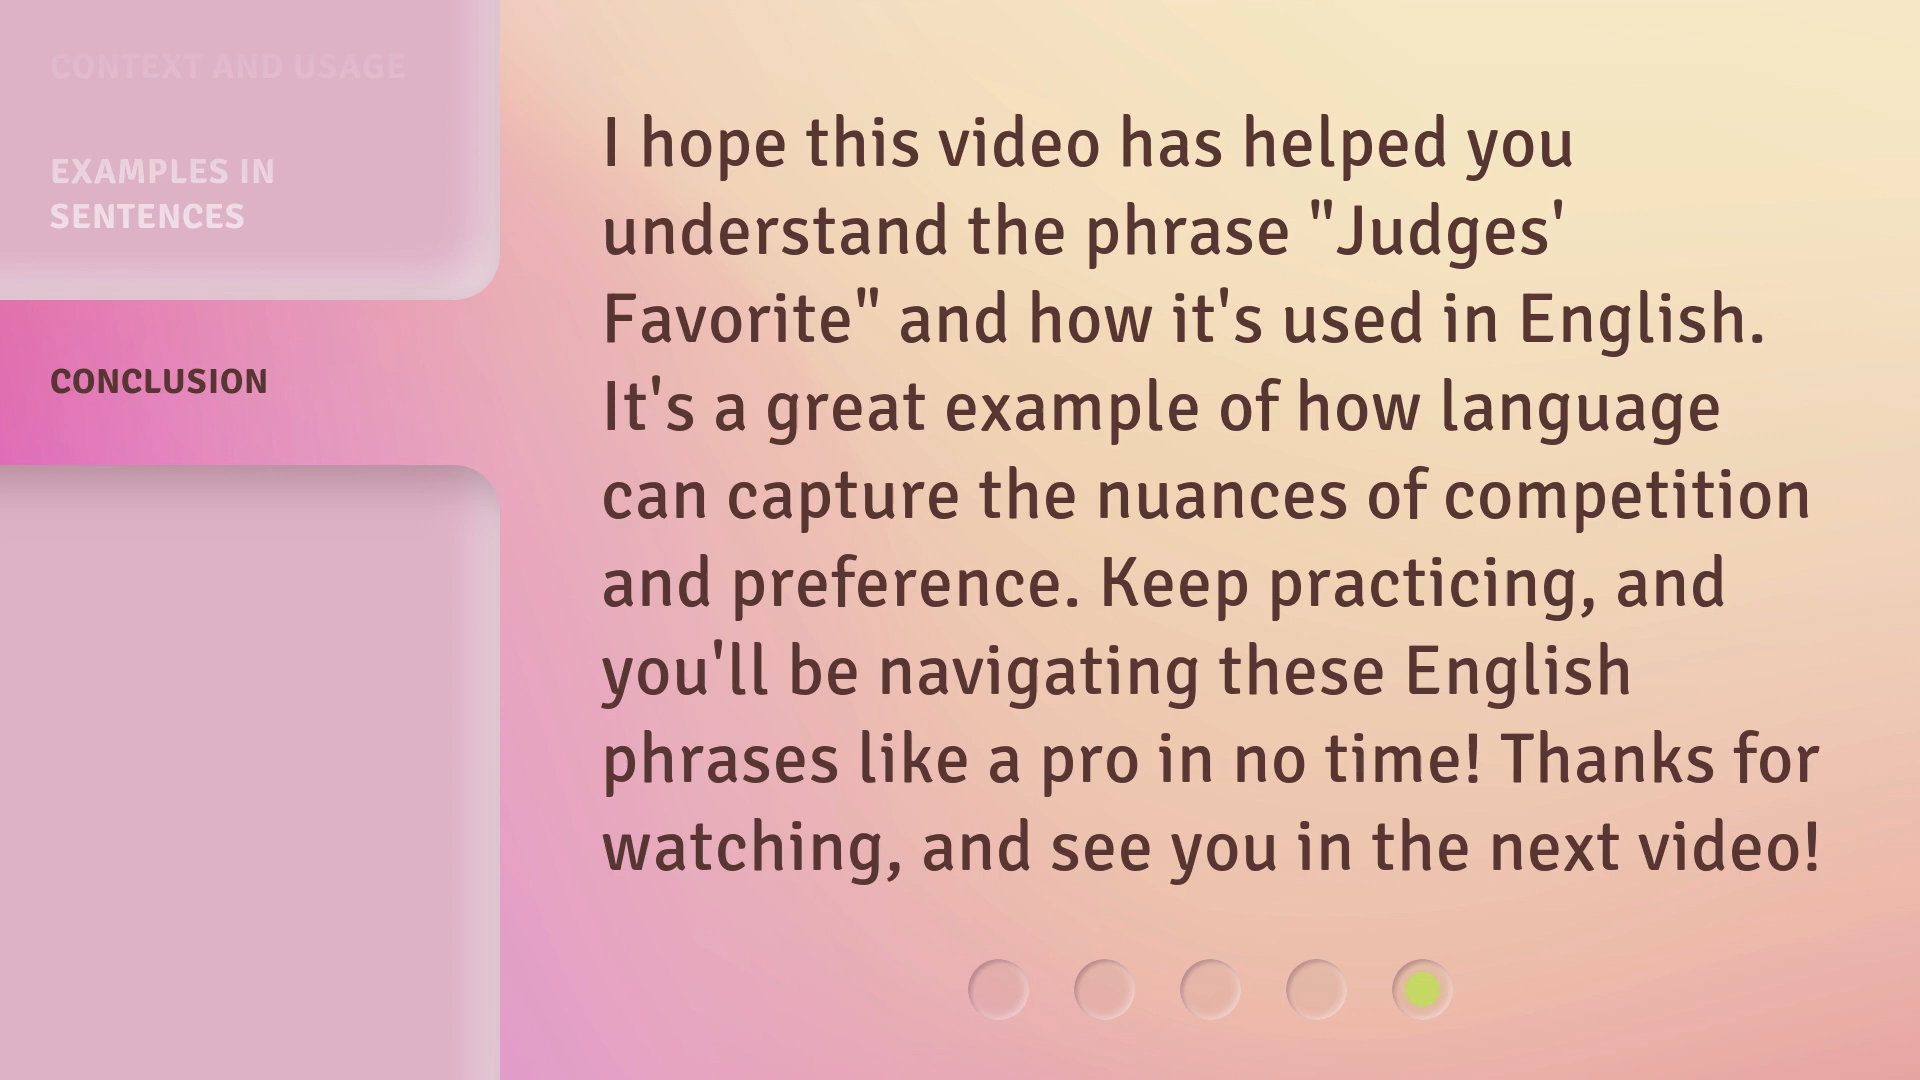 CONTEXT AND USAGE
EXAMPLES IN
SENTENCES
CONCLUSION
I hope this video has helped you
understand the phrase "Judges'
Favorite" and how it's used in English.
It's a great example of how language
can capture the nuances of competition
and preference. Keep practicing, and
you'll be navigating these English
phrases like a pro in no time! Thanks for
watching, and see you in the next video!